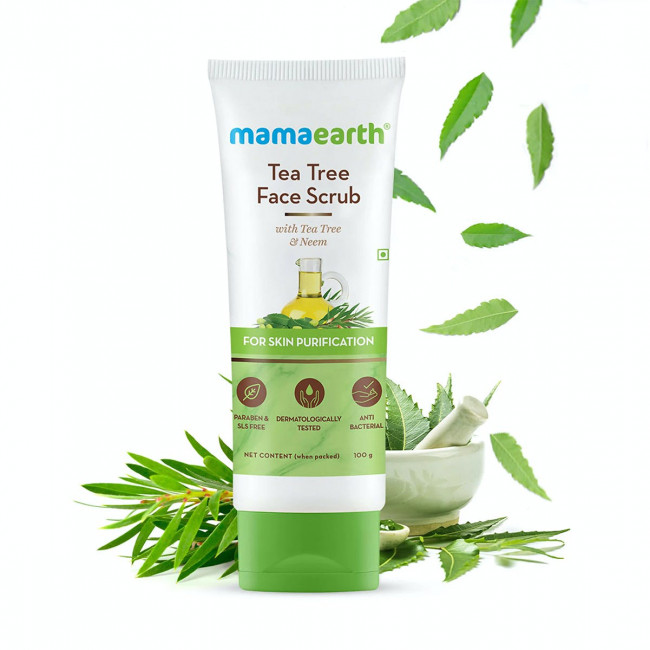 mamaearth®
Tea Tree
Face Scrub
with Tea Tree
& Neem
FOR SKIN PURIFICATION
PARABEN &
SLS FREE
DERMATOLOGICALLY
TESTED
ANTI
BACTERIAL
NET CONTENT (when packed) 100 g